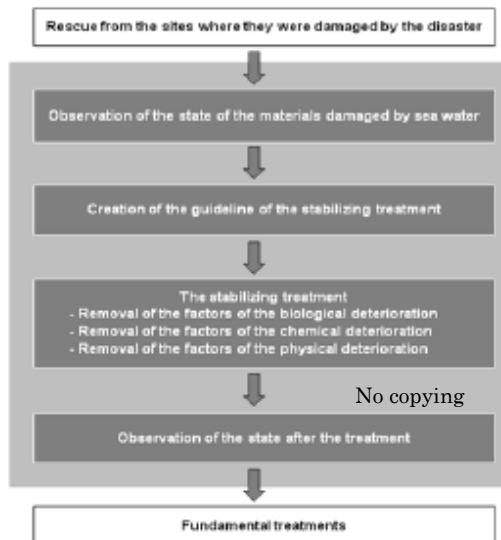 Rescue from the sites where they were damaged by the disaster
Observation of the state of the materials damaged by sea water
Creation of the guideline of the stabilizing treatment
The stabilizing treatment
- Removal of the factors of the biological deterioration
- Removal of the factors of the chemical deterioration
- Removal of the factors of the physical deterioration
No copying
Observation of the state after the treatment
Fundamental treatments